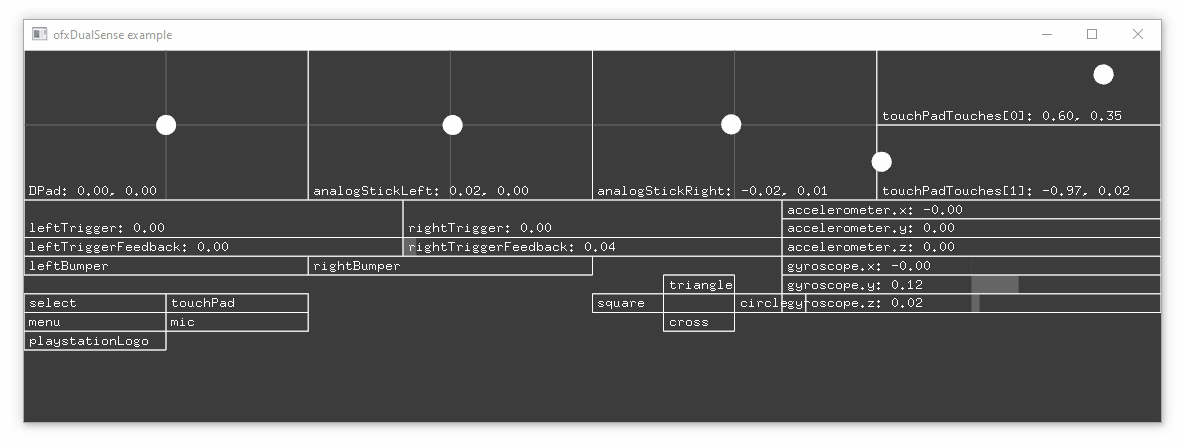 ofxDualSense example
touchPadTouches[0]: 0.60, 0.35
DPad: 0.00, 0.00
analogStickLeft: 0.02, 0.00
analogStickRight: -0.02, 0.01
touchPadTouches[1]: -0.97, 0.02
accelerometer.x: -0.00
leftTrigger: 0.00
rightTrigger: 0.00
accelerometer.y: 0.00
leftTriggerFeedback: 0.00
rightTriggerFeedback: 0.04
accelerometer.z: 0.00
leftBumper
rightBumper
gyroscope.x: -0.00
triangle
gyroscope.y: 0.12
select
touchPad
square
circle
gyroscope.z: 0.02
menu
mic
cross
playstationLogo